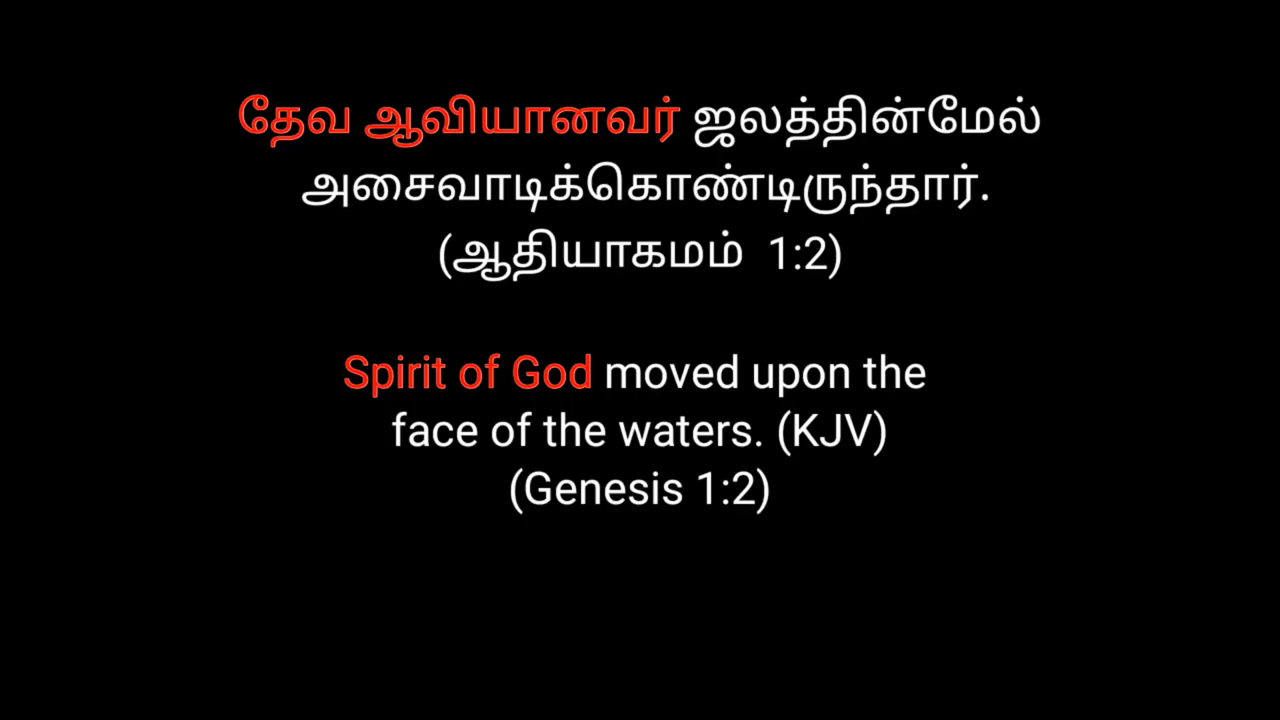 தேவ ஆவியானவர் ஜலத்தின்மேல்
அசைவாடிக்கொண்டிருந்தார்.
(ஆதியாகமம் 1:2)
Spirit of God moved upon the
face of the waters. (KJV)
(Genesis 1:2)